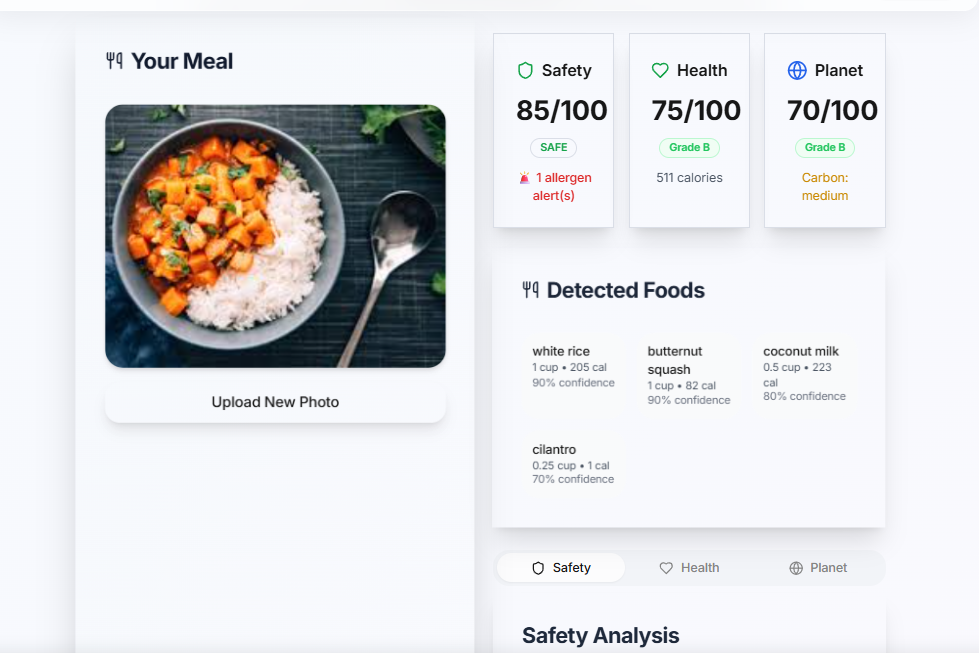 Your Meal
Upload New Photo
Safety
85/100
SAFE
1 allergen
alert(s)
Health
75/100
Grade B
511 calories
Planet
70/100
Grade B
Carbon:
medium
Detected Foods
white rice
1 cup • 205 cal
90% confidence
butternut
squash
1 cup • 82 cal
90% confidence
coconut milk
0.5 cup • 223
cal
80% confidence
cilantro
0.25 cup • 1 cal
70% confidence
Safety
Health
Planet
Safety Analysis